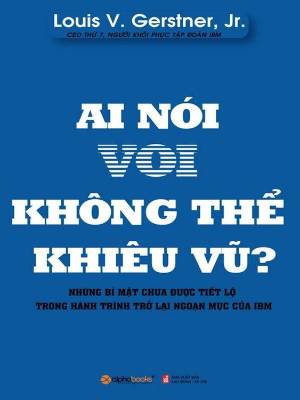 Louis V. Gerstner, Jr.
CEO THỨ 7, NGƯỜI KHÔI PHỤC TẬP ĐOÀN IBM
AI NÓI
VOI
KHÔNG THỂ
KHIÊU VŨ?
NHỮNG BÍ MẬT CHƯA ĐƯỢC TIẾT LỘ
TRONG HÀNH TRÌNH TRỞ LẠI NGOẠN MỤC CỦA IBM
alphabooks